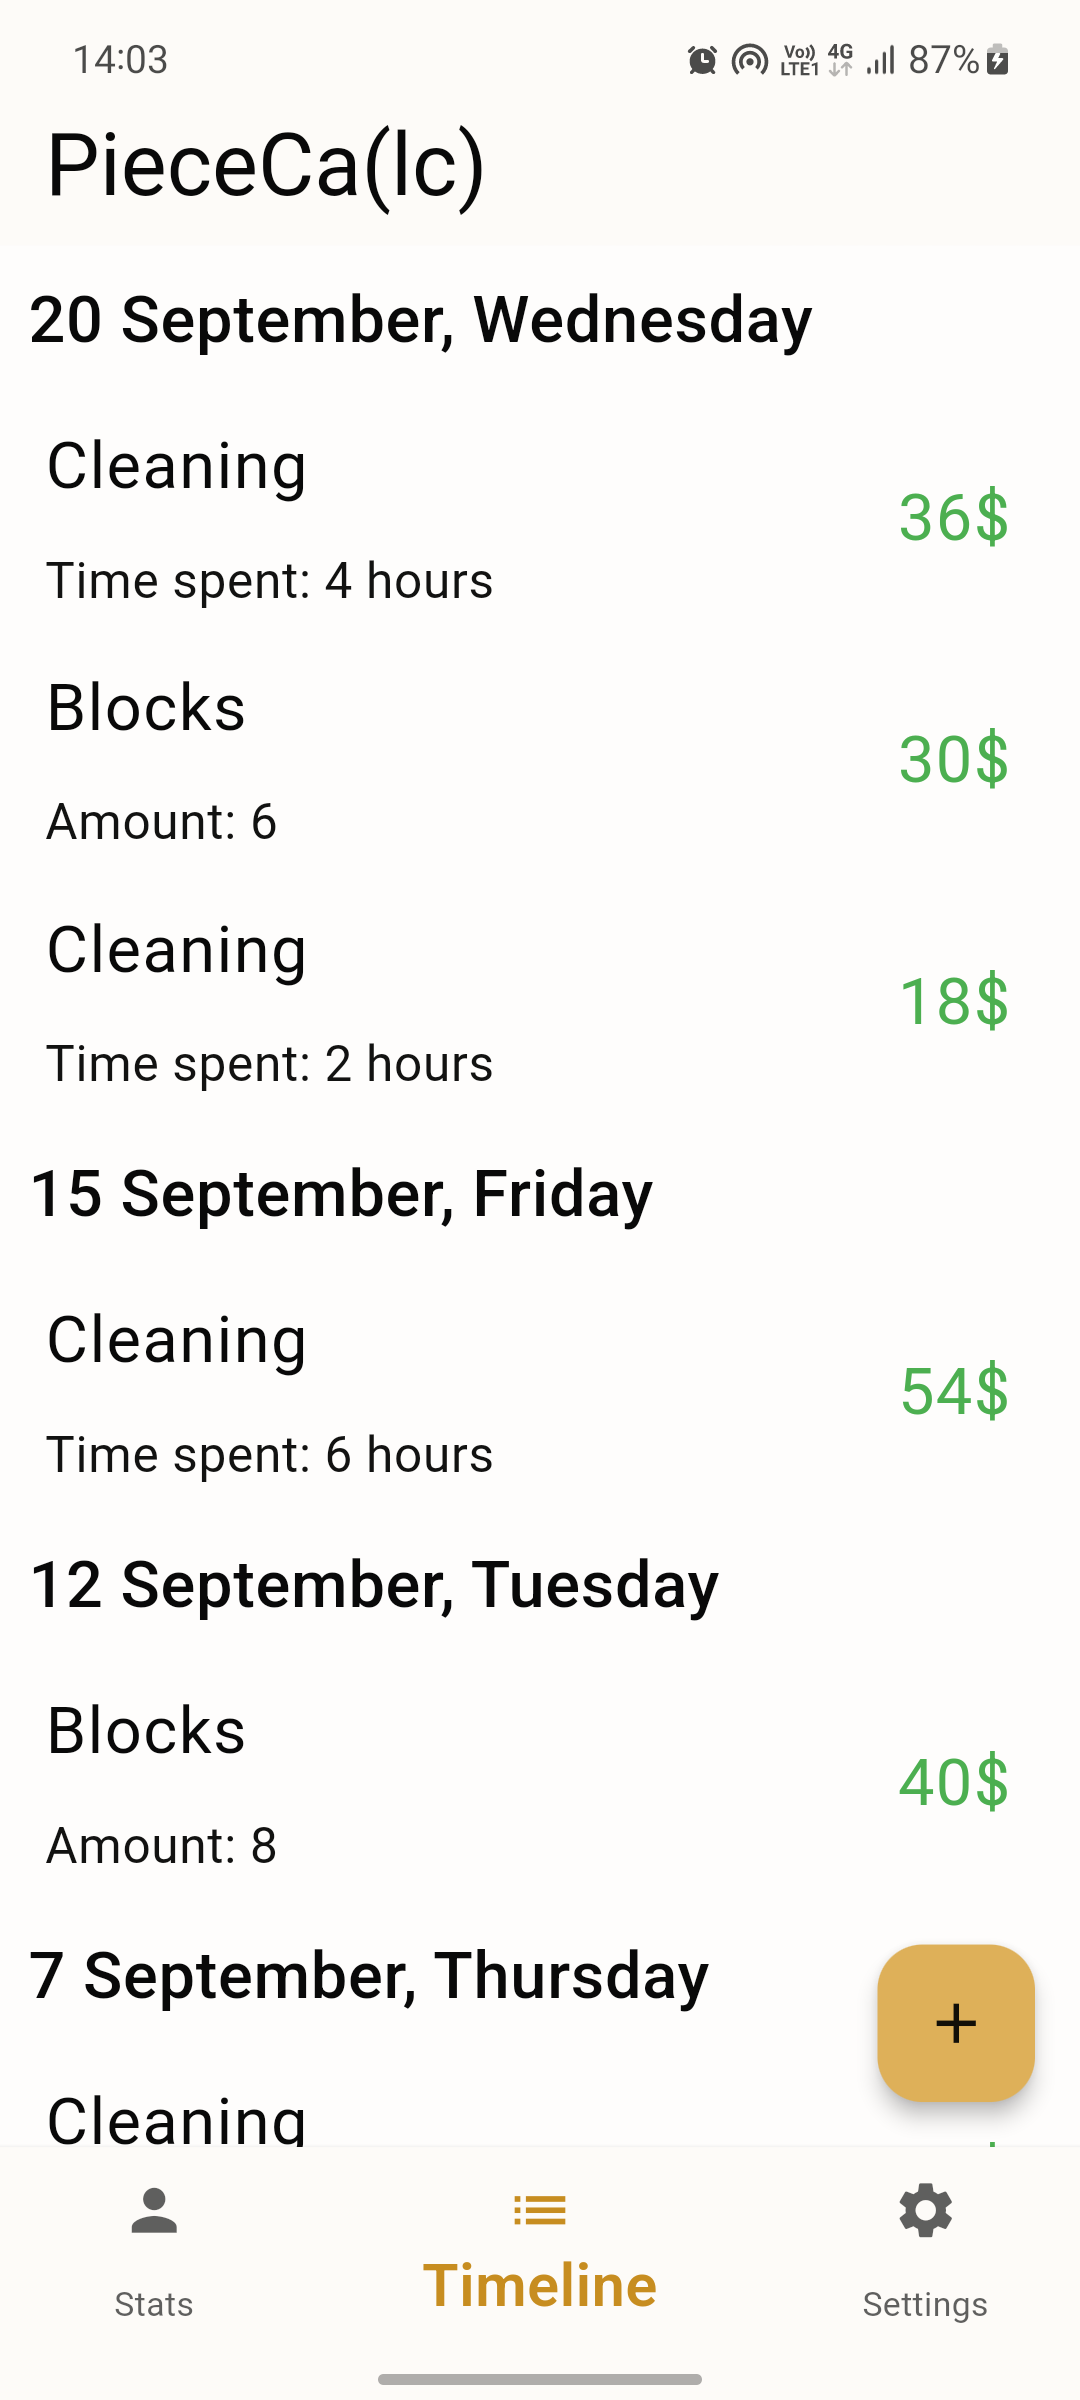 14:03
Vo)) LTE1 4G 87%
PieceCa(lc)
20 September, Wednesday
Cleaning
36$
Time spent: 4 hours
Blocks
30$
Amount: 6
Cleaning
18$
Time spent: 2 hours
15 September, Friday
Cleaning
54$
Time spent: 6 hours
12 September, Tuesday
Blocks
40$
Amount: 8
7 September, Thursday
+
Cleaning
Stats
Timeline
Settings